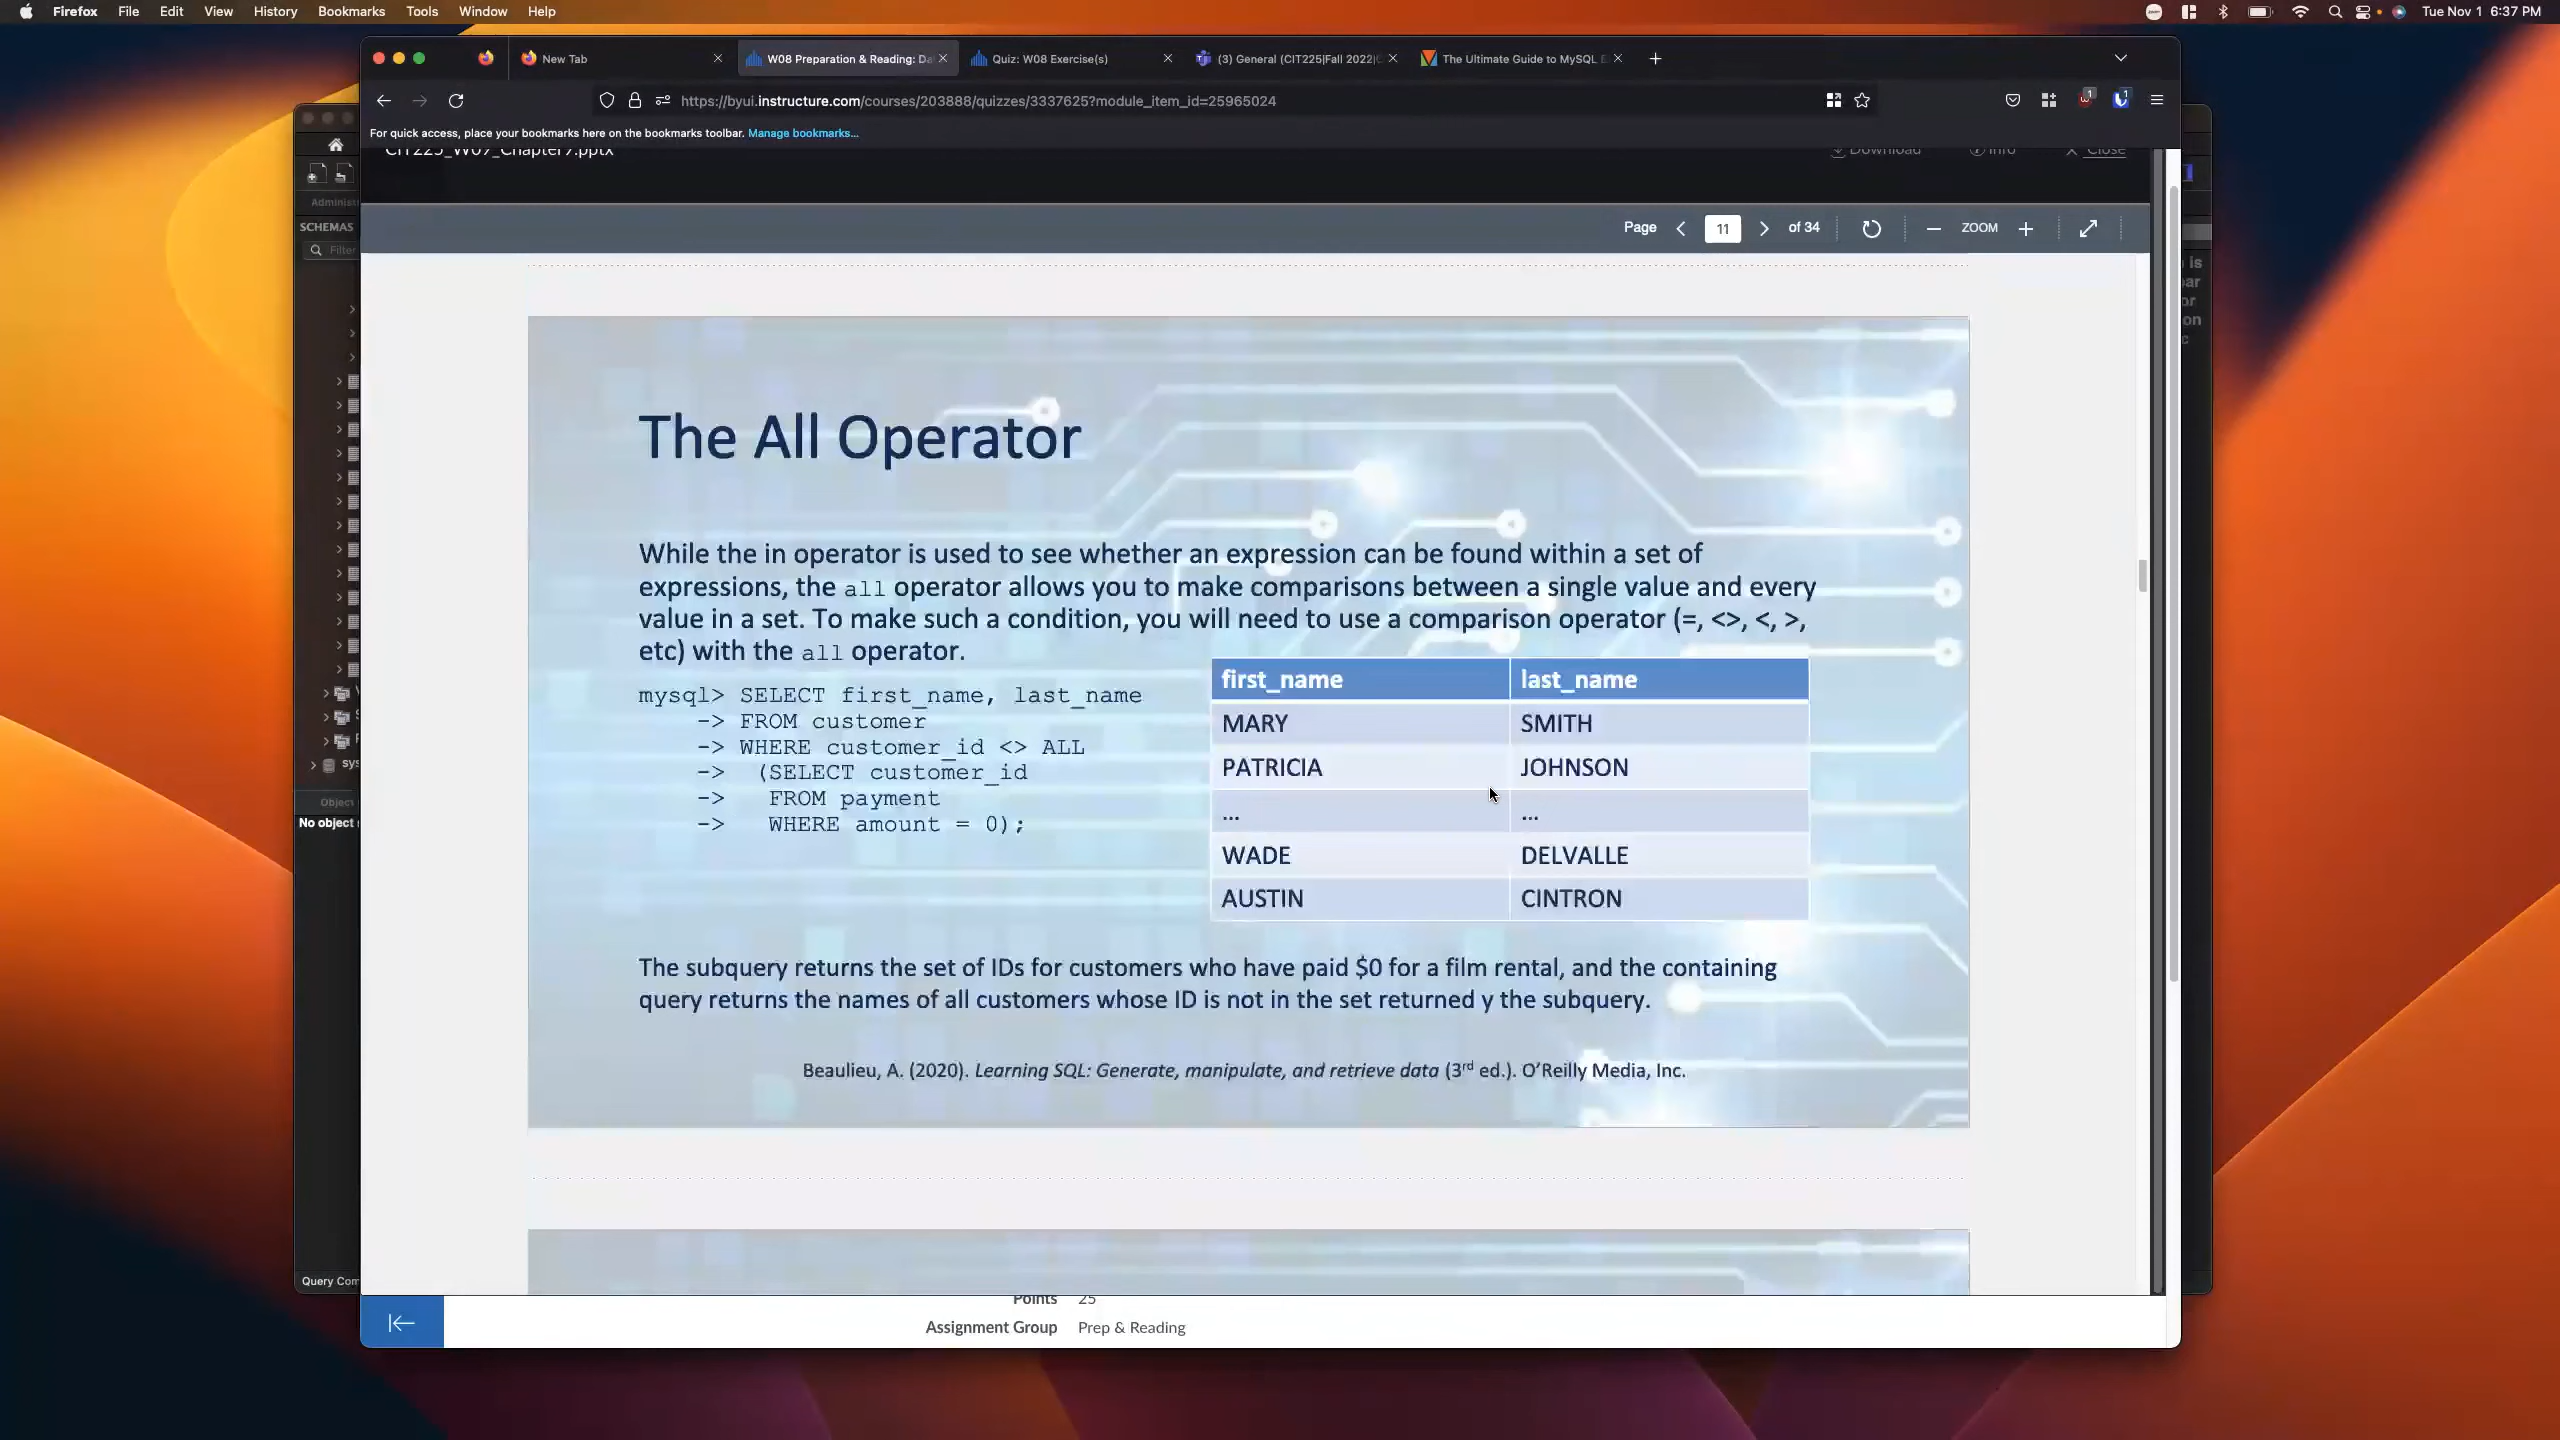 Firefox File Edit View History Bookmarks Tools Window Help
Tue Nov 1 6:37 PM
New Tab
W08 Preparation & Reading: Da
Quiz: W08 Exercise(s)
(3) General (CIT225|Fall 2022|
The Ultimate Guide to MySQL E
https://byui.instructure.com/courses/203888/quizzes/3337625?module_item_id=25965024
For quick access, place your bookmarks here on the bookmarks toolbar. Manage bookmarks...
CIT225_W09_Chapter9.pptx
Download Info Close
SCHEMAS
Filter
Page 11 of 34 ZOOM
The All Operator
While the in operator is used to see whether an expression can be found within a set of
expressions, the all operator allows you to make comparisons between a single value and every
value in a set. To make such a condition, you will need to use a comparison operator (=, <>, <, >,
etc) with the all operator.
mysql> SELECT first_name, last_name
-> FROM customer
-> WHERE customer_id <> ALL
-> (SELECT customer_id
-> FROM payment
-> WHERE amount = 0);
first_name last_name
MARY SMITH
PATRICIA JOHNSON
... ...
WADE DELVALLE
AUSTIN CINTRON
The subquery returns the set of IDs for customers who have paid $0 for a film rental, and the containing
query returns the names of all customers whose ID is not in the set returned y the subquery.
Beaulieu, A. (2020). Learning SQL: Generate, manipulate, and retrieve data (3rd ed.). O'Reilly Media, Inc.
sys
Object
No object
Query Com
Points 25
Assignment Group Prep & Reading